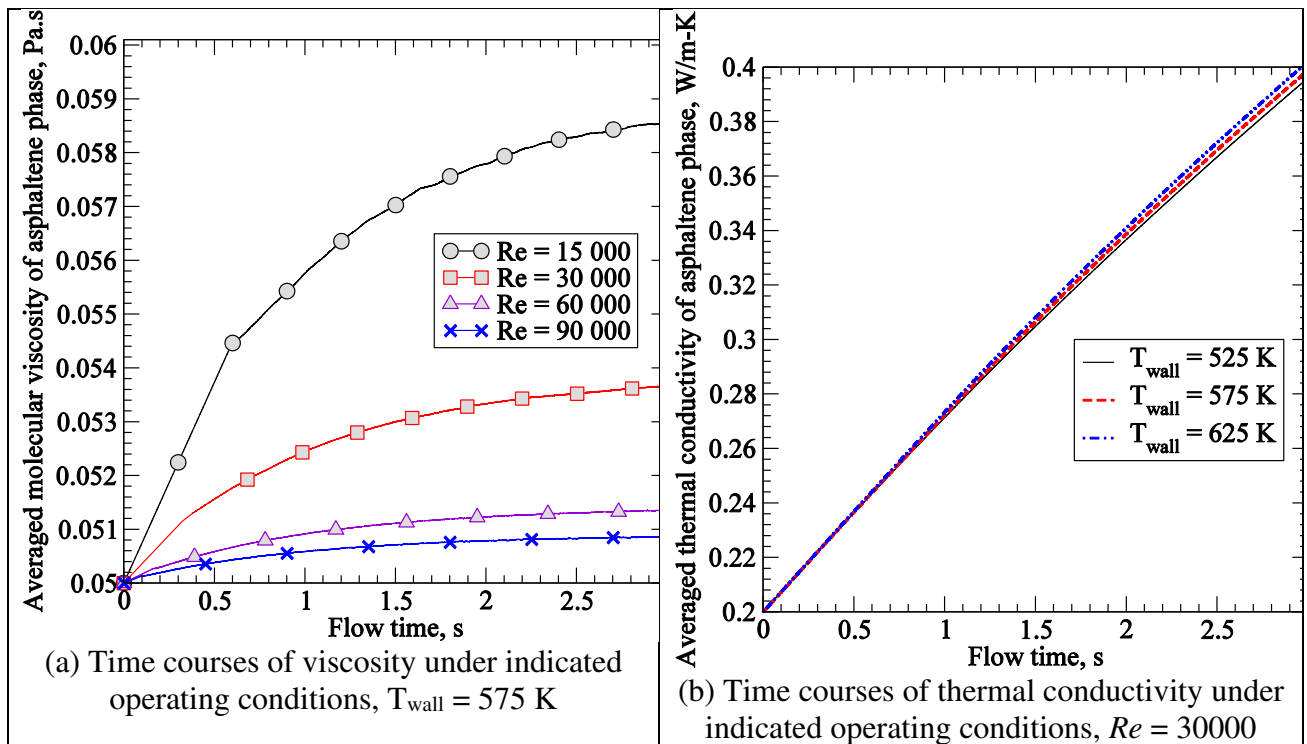 Averaged molecular viscosity of asphaltene phase, Pa.s
0.06
0.059
0.058
0.057
0.056
0.055
0.054
0.053
0.052
0.051
0.05
0
0.5
1
1.5
2
2.5
Flow time, s
Re = 15 000
Re = 30 000
Re = 60 000
Re = 90 000
(a) Time courses of viscosity under indicated
operating conditions, Twall = 575 K
Averaged thermal conductivity of asphaltene phase, W/m-K
0.4
0.38
0.36
0.34
0.32
0.3
0.28
0.26
0.24
0.22
0.2
0
0.5
1
1.5
2
2.5
Flow time, s
Twall = 525 K
Twall = 575 K
Twall = 625 K
(b) Time courses of thermal conductivity under
indicated operating conditions, Re = 30000